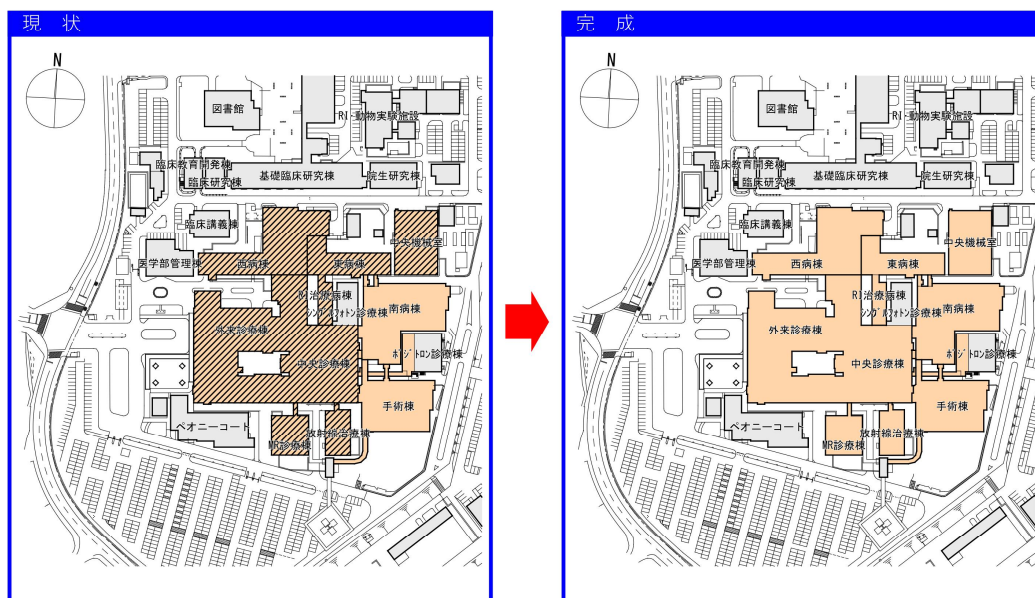 現　状
N
図書館
RI・動物実験施設
臨床教育開発棟
臨床研究棟
基礎臨床研究棟
院生研究棟
臨床講義棟
中央機械室
医学部管理棟
西病棟
東病棟
RI治療病棟
シングルフォトン診療棟
南病棟
外来診療棟
ポジトロン診療棟
中央診療棟
手術棟
ペオニーコート
放射線治療棟
MR診療棟
完　成
N
図書館
RI・動物実験施設
臨床教育開発棟
臨床研究棟
基礎臨床研究棟
院生研究棟
臨床講義棟
中央機械室
医学部管理棟
西病棟
東病棟
RI治療病棟
シングルフォトン診療棟
南病棟
外来診療棟
ポジトロン診療棟
中央診療棟
手術棟
ペオニーコート
放射線治療棟
MR診療棟